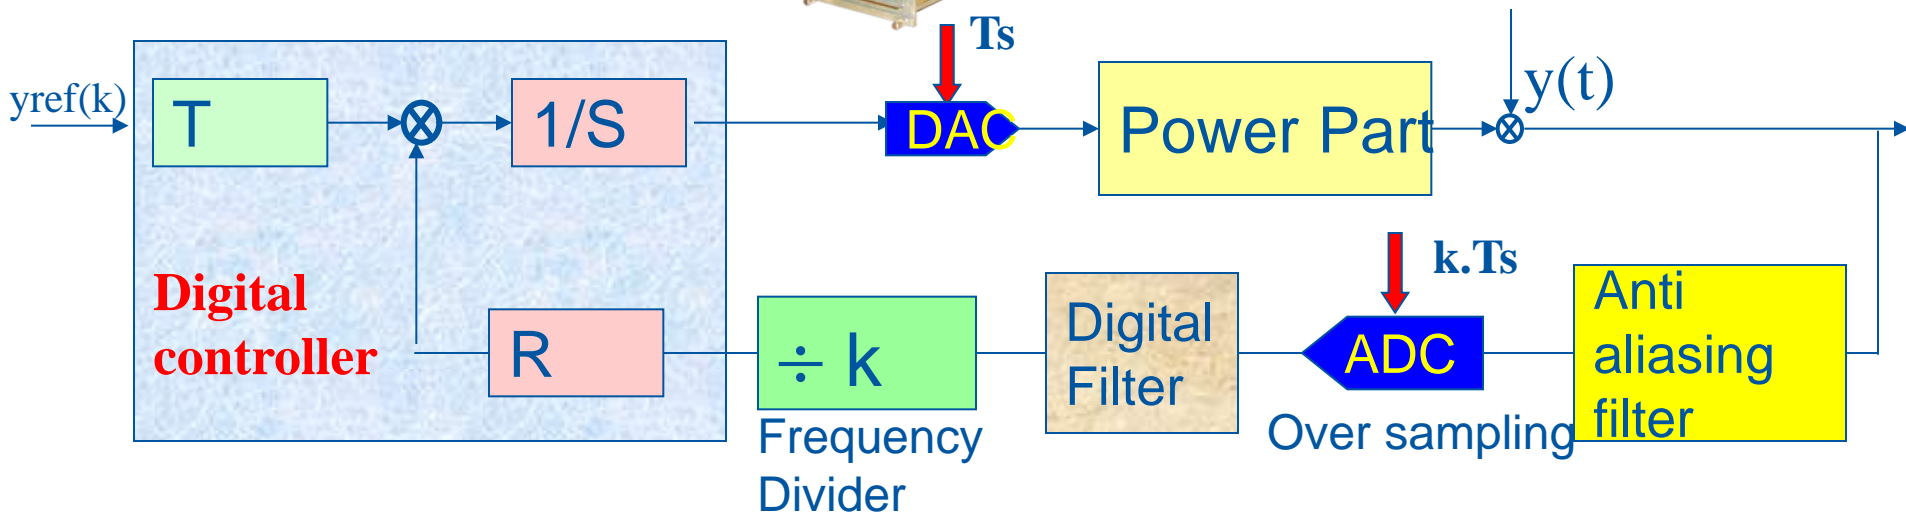 Ts
yref(k)
T
1/S
DAC
Power Part
y(t)
Digital
controller
R
÷ k
Frequency
Divider
Digital
Filter
k.Ts
ADC
Over sampling
Anti
aliasing
filter